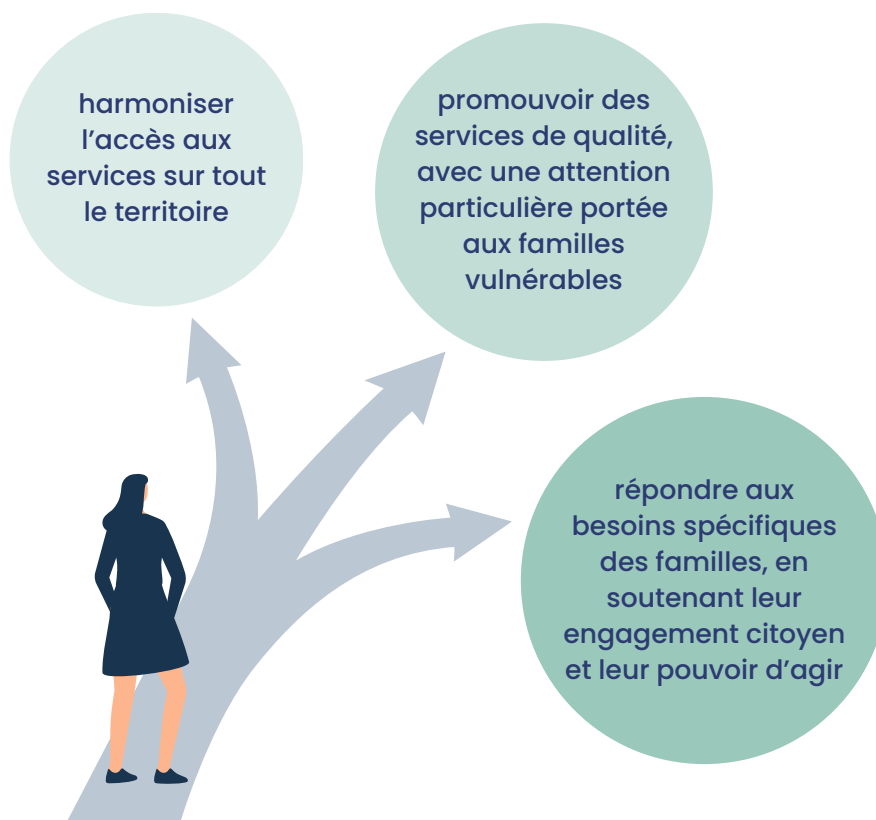 harmoniser
l’accès aux
services sur tout
le territoire
promouvoir des
services de qualité,
avec une attention
particulière portée
aux familles
vulnérables
répondre aux
besoins spécifiques
des familles, en
soutenant leur
engagement citoyen
et leur pouvoir d’agir